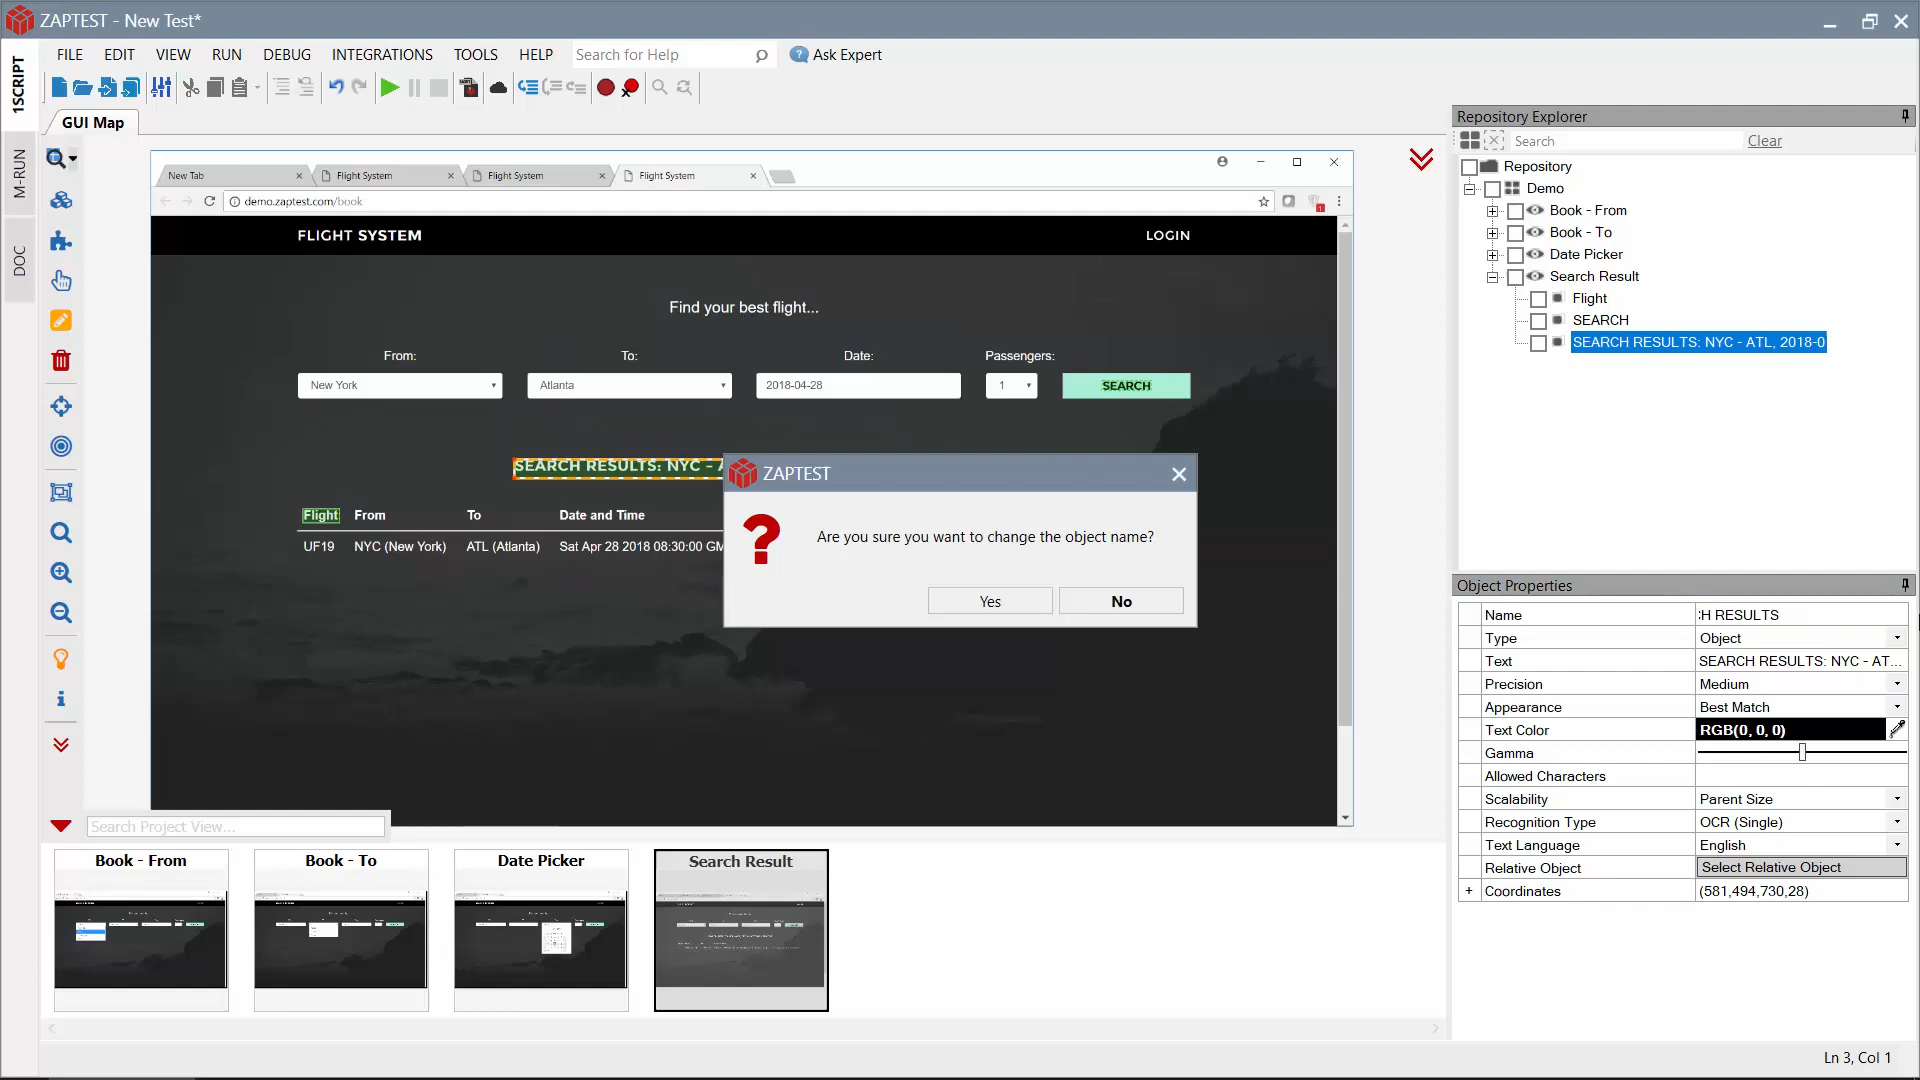 ZAPTEST - New Test*
FILE EDIT VIEW RUN DEBUG INTEGRATIONS TOOLS HELP Search for Help Ask Expert
1SCRIPT
M-RUN
DOC
GUI Map
New Tab Flight System Flight System Flight System
demo.zaptest.com/book
1
FLIGHT SYSTEM LOGIN
Find your best flight...
From: To: Date: Passengers:
New York Atlanta 2018-04-28 1 SEARCH
SEARCH RESULTS: NYC - A
Flight From To Date and Time
UF19 NYC (New York) ATL (Atlanta) Sat Apr 28 2018 08:30:00 GM
ZAPTEST
Are you sure you want to change the object name?
Yes No
Search Project View...
Book - From Book - To Date Picker Search Result
Repository Explorer
Search Clear
Repository
Demo
Book - From
Book - To
Date Picker
Search Result
Flight
SEARCH
SEARCH RESULTS: NYC - ATL, 2018-0
Object Properties
Name :H RESULTS
Type Object
Text SEARCH RESULTS: NYC - AT...
Precision Medium
Appearance Best Match
Text Color RGB(0, 0, 0)
Gamma
Allowed Characters
Scalability Parent Size
Recognition Type OCR (Single)
Text Language English
Relative Object Select Relative Object
+ Coordinates (581,494,730,28)
Ln 3, Col 1